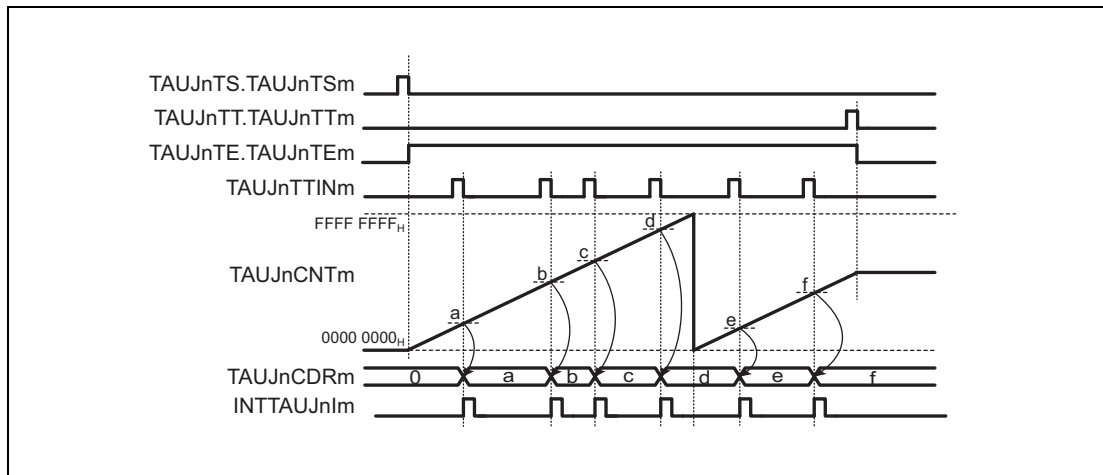 TAUJnTS.TAUJnTSm
TAUJnTT.TAUJnTTm
TAUJnTE.TAUJnTEm
TAUJnTTINm
FFFF FFFFH
d
c
TAUJnCNTm
b
f
a
e
0000 0000H
TAUJnCDRm 0 a b c d e f
INTTAUJnIm